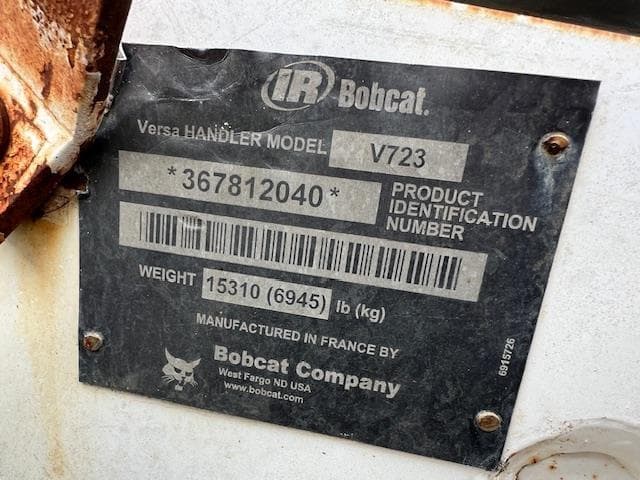 IR Bobcat.
Versa HANDLER MODEL V723
*367812040*
PRODUCT
IDENTIFICATION
NUMBER
WEIGHT 15310 (6945) lb (kg)
MANUFACTURED IN FRANCE BY
Bobcat Company
West Fargo ND USA
www.bobcat.com
6915726